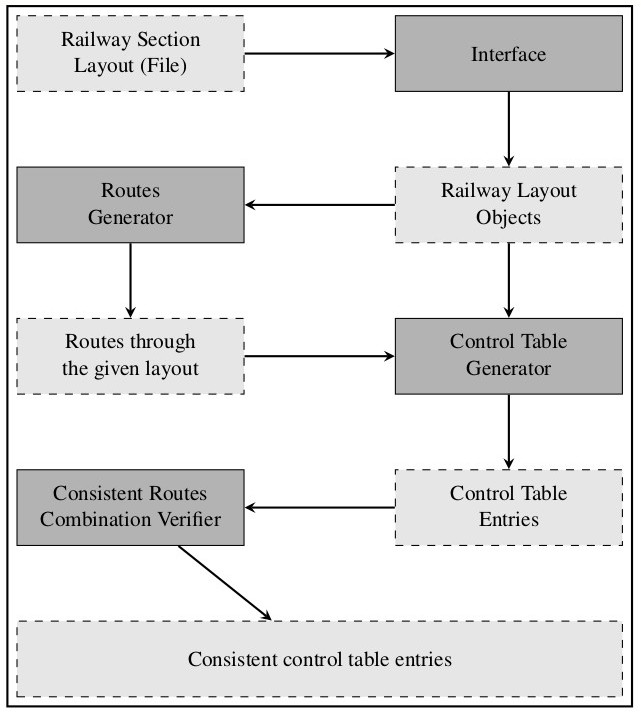 Railway Section
Layout (File)
Interface
Routes
Generator
Railway Layout
Objects
Routes through
the given layout
Control Table
Generator
Consistent Routes
Combination Verifier
Control Table
Entries
Consistent control table entries